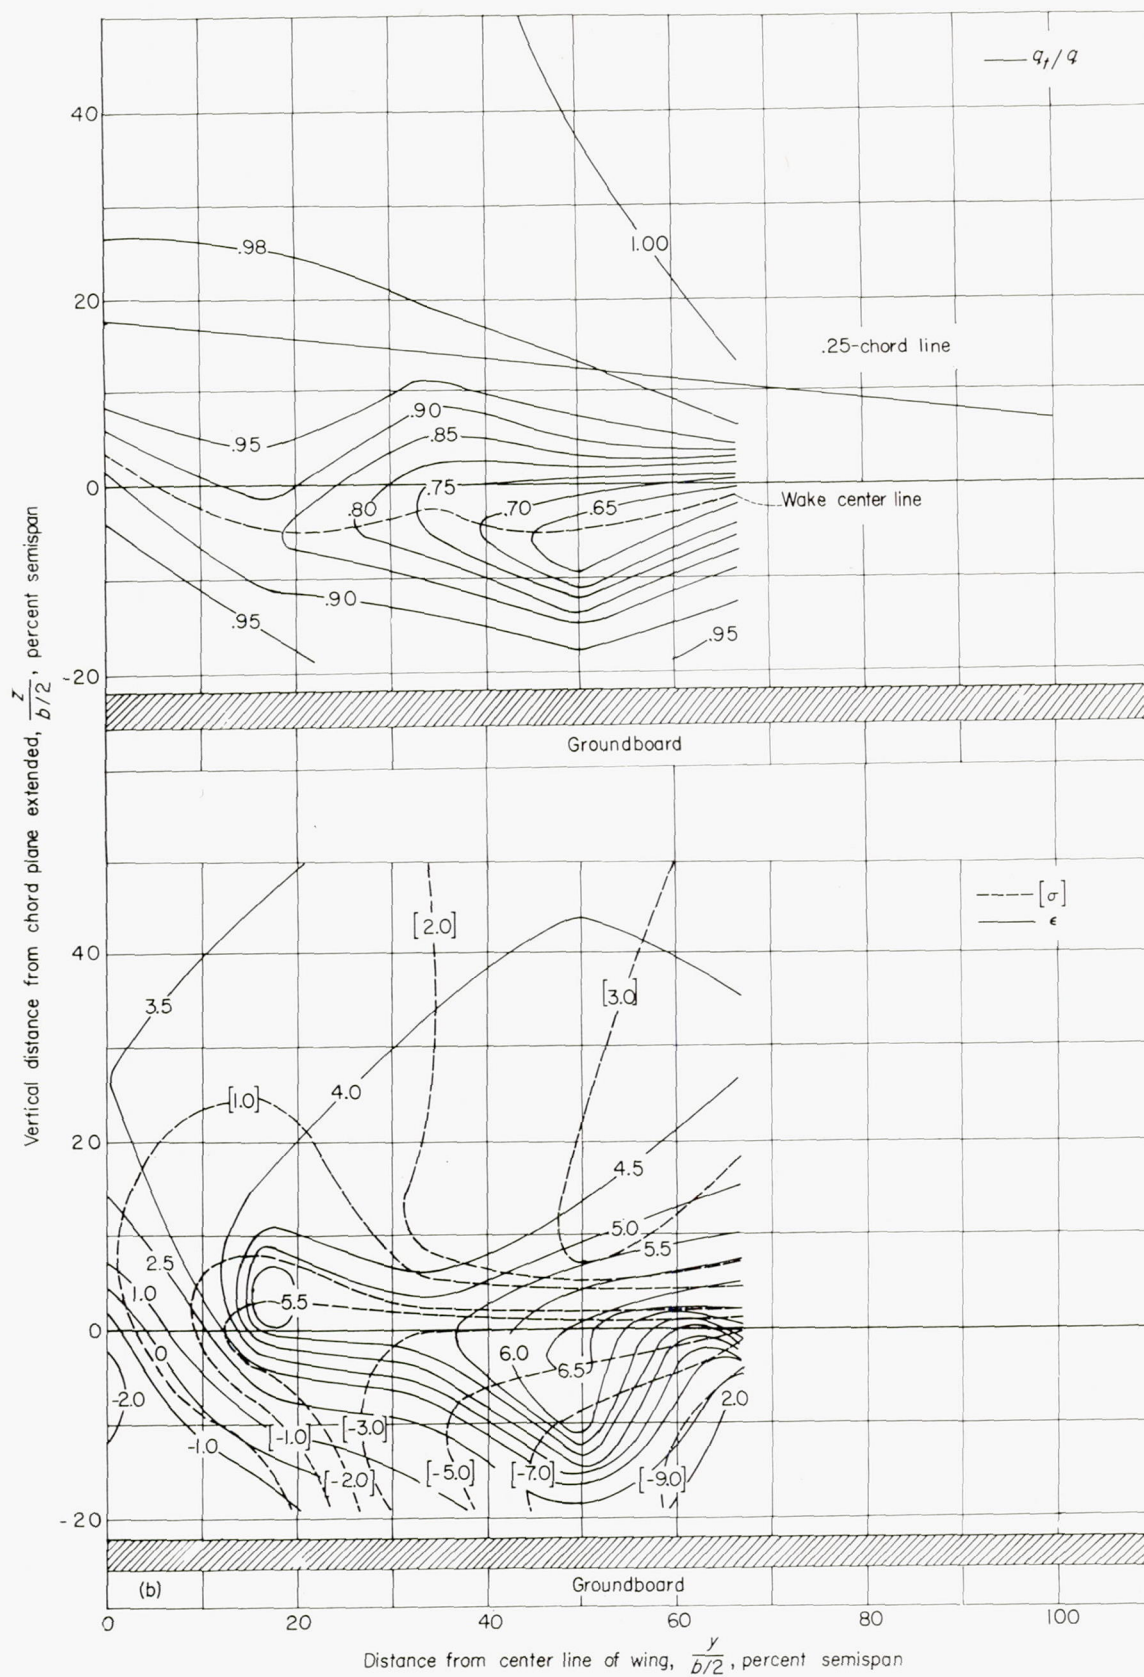 q_t/q
40
1.00
.98
20
.25-chord line
.90
.95 .85
0 .75
.80 .70 .65 Wake center line
.90
.95 .95
-20
Groundboard
Vertical distance from chord plane extended, z/b/2, percent semispan
[σ]
ϵ
[2.0]
40
[3.0]
3.5
[1.0] 4.0
20
4.5
5.0
2.5 5.5
1.0 5.5
0
0 6.0
6.5
-2.0 2.0
[-1.0] [-3.0]
-1.0
[-2.0] [-5.0] [-7.0] [-9.0]
-20
(b) Groundboard
0 20 40 60 80 100
Distance from center line of wing, y/b/2, percent semispan